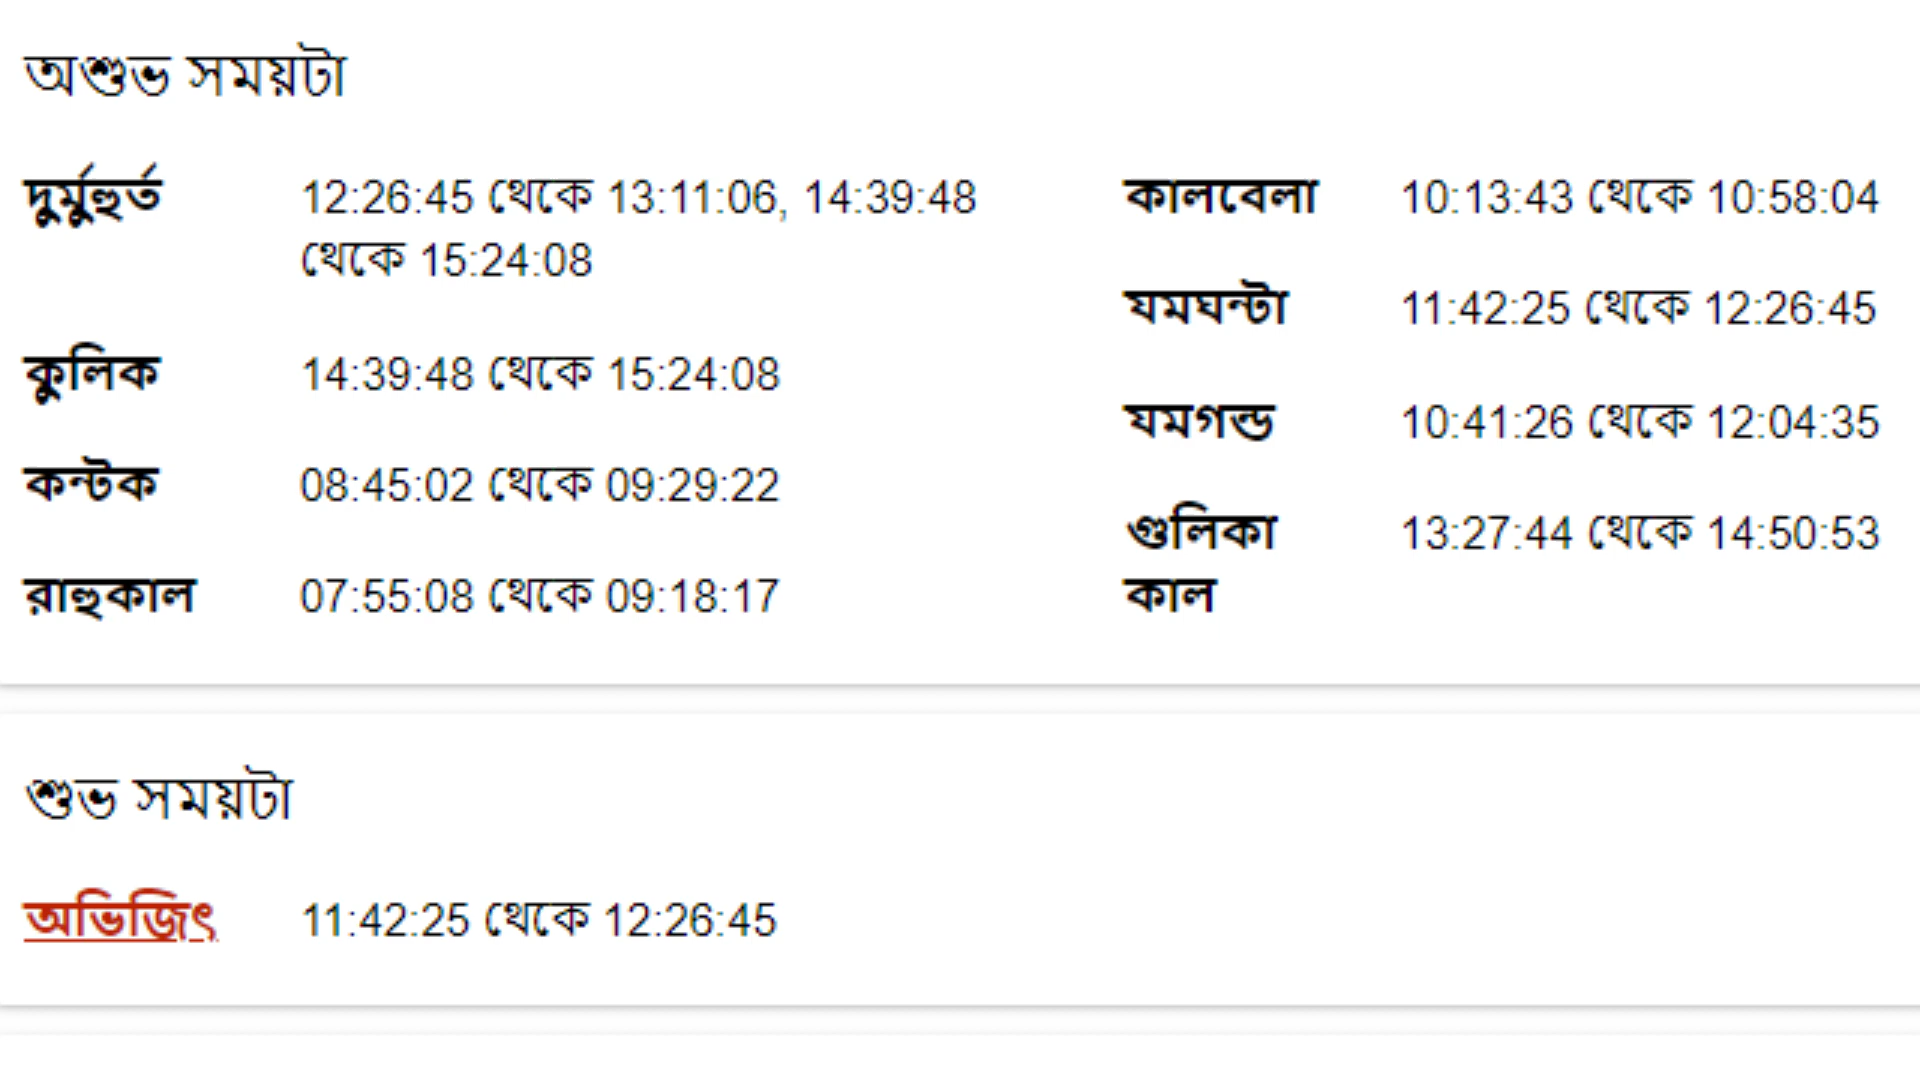 অশুভ সময়টা
দুর্মুহুর্ত 12:26:45 থেকে 13:11:06, 14:39:48
থেকে 15:24:08
কুলিক 14:39:48 থেকে 15:24:08
কন্টক 08:45:02 থেকে 09:29:22
রাহুকাল 07:55:08 থেকে 09:18:17
কালবেলা 10:13:43 থেকে 10:58:04
যমঘন্টা 11:42:25 থেকে 12:26:45
যমগন্ড 10:41:26 থেকে 12:04:35
গুলিকা 13:27:44 থেকে 14:50:53
কাল
শুভ সময়টা
অভিজিৎ 11:42:25 থেকে 12:26:45